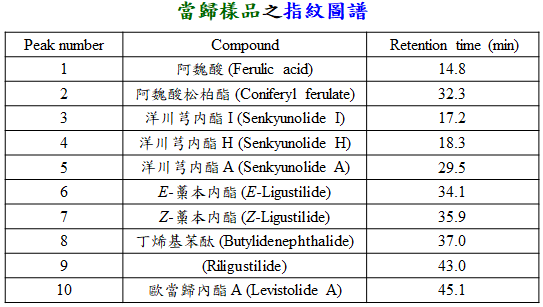 當歸樣品之指紋圖譜
Peak number Compound Retention time (min)
1 阿魏酸 (Ferulic acid) 14.8
2 阿魏酸松柏酯 (Coniferyl ferulate) 32.3
3 洋川芎內酯 I (Senkyunolide I) 17.2
4 洋川芎內酯 H (Senkyunolide H) 18.3
5 洋川芎內酯 A (Senkyunolide A) 29.5
6 E-藁本內酯 (E-Ligustilide) 34.1
7 Z-藁本內酯 (Z-Ligustilide) 35.9
8 丁烯基苯酞 (Butylidenephthalide) 37.0
9 (Riligustilide) 43.0
10 歐當歸內酯 A (Levistolide A) 45.1